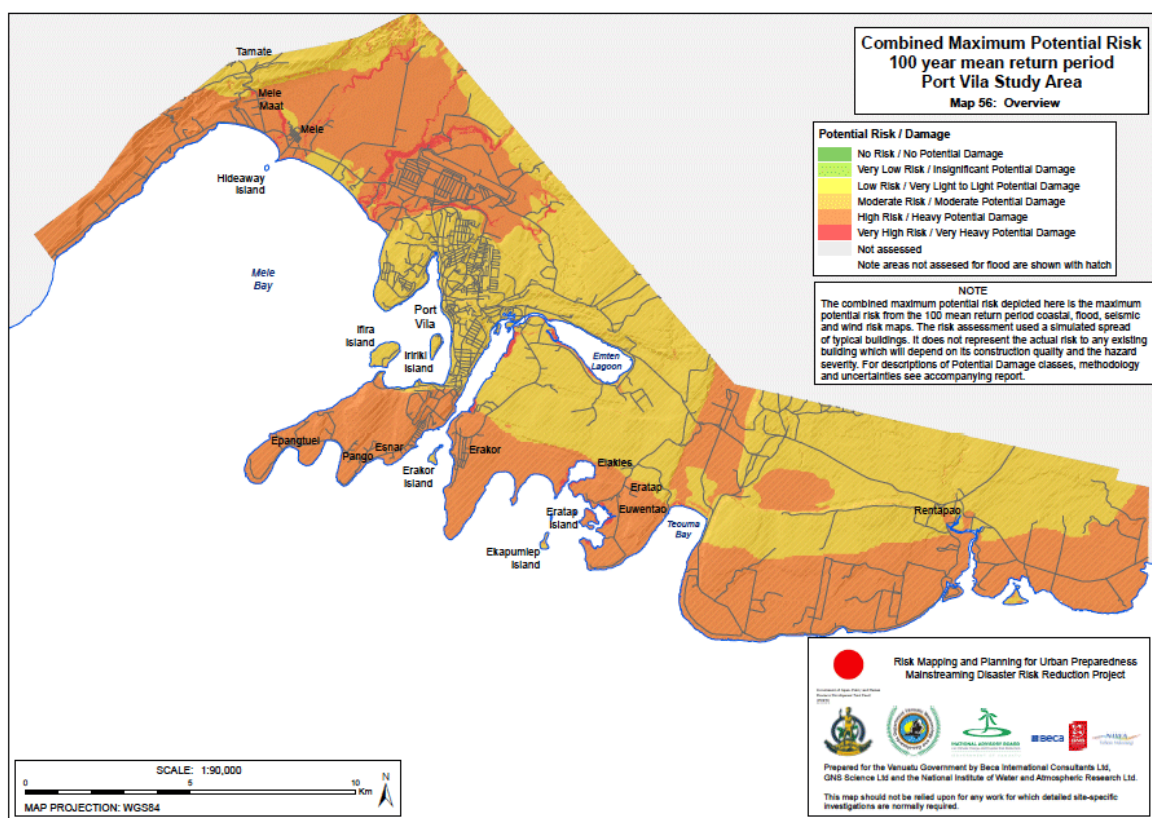 Combined Maximum Potential Risk
100 year mean return period
Port Vila Study Area
Map 56: Overview
Potential Risk / Damage
No Risk / No Potential Damage
Very Low Risk / Insignificant Potential Damage
Low Risk / Very Light to Light Potential Damage
Moderate Risk / Moderate Potential Damage
High Risk / Heavy Potential Damage
Very High Risk / Very Heavy Potential Damage
Not assessed
Note areas not assesed for flood are shown with hatch
NOTE
The combined maximum potential risk depicted here is the maximum
potential risk from the 100 mean return period coastal, flood, seismic
and wind risk maps. The risk assessment used a simulated spread
of typical buildings. It does not represent the actual risk to any existing
building which will depend on its construction quality and the hazard
severity. For descriptions of Potential Damage classes, methodology
and uncertainties see accompanying report.
Tamate
Mele
Maat
Mele
Hideaway
Island
Mele
Bay
Port
Vila
Ifira
Island
Iririki
Island
Emten
Lagoon
Epangtuei
Pango
Esnar
Erakor
Island
Erakor
Elakles
Eratap
Eratap
Island
Euwentao
Teouma
Bay
Ekapumlep
Island
Rentapao
Risk Mapping and Planning for Urban Preparedness
Mainstreaming Disaster Risk Reduction Project
NATIONAL ADVISORY BOARD
Beca
Prepared for the Vanuatu Government by Beca International Consultants Ltd,
GNS Science Ltd and the National Institute of Water and Atmospheric Research Ltd.
This map should not be relied upon for any work for which detailed site-specific
investigations are normally required.
SCALE: 1:90,000
0 5 10
Km
N
MAP PROJECTION: WGS84